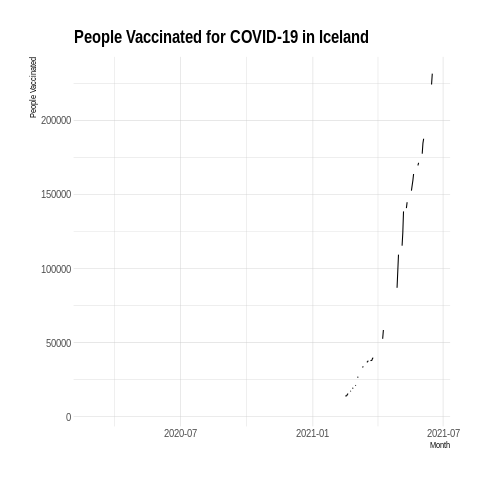 People Vaccinated for COVID-19 in Iceland
People Vaccinated
200000
150000
100000
50000
0
2020-07 2021-01 2021-07
Month